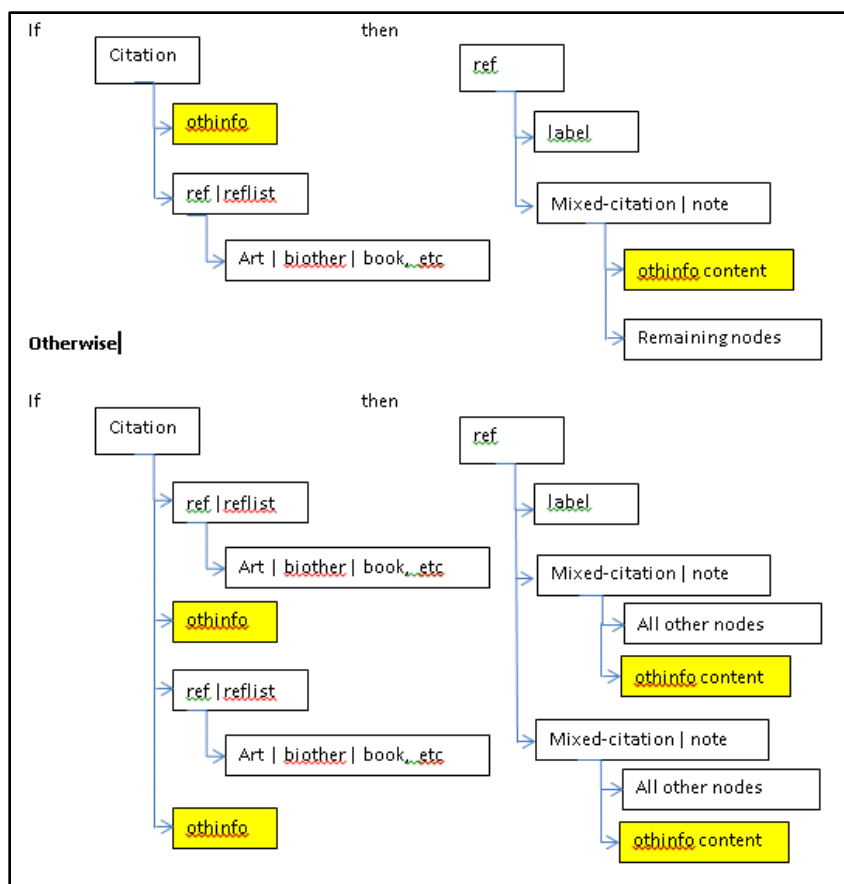 If then
Citation
ref
othinfo
label
ref |reflist
Mixed-citation | note
Art | biother | book, etc
othinfo content
Remaining nodes
Otherwise
If then
Citation
ref
ref |reflist
label
Art | biother | book, etc
Mixed-citation | note
othinfo
All other nodes
othinfo content
ref |reflist
Art | biother | book, etc
Mixed-citation | note
All other nodes
othinfo
othinfo content